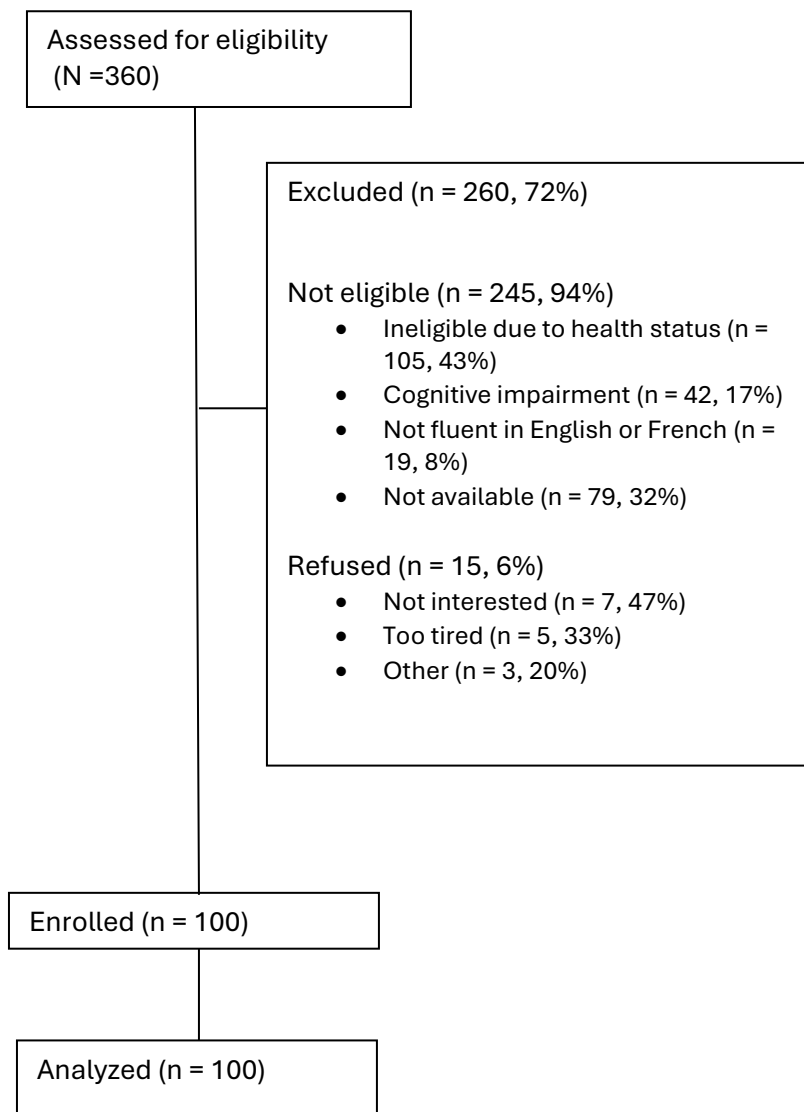 Assessed for eligibility
(N =360)
Excluded (n = 260, 72%)
Not eligible (n = 245, 94%)
• Ineligible due to health status (n =
105, 43%)
• Cognitive impairment (n = 42, 17%)
• Not fluent in English or French (n =
19, 8%)
• Not available (n = 79, 32%)
Refused (n = 15, 6%)
• Not interested (n = 7, 47%)
• Too tired (n = 5, 33%)
• Other (n = 3, 20%)
Enrolled (n = 100)
Analyzed (n = 100)